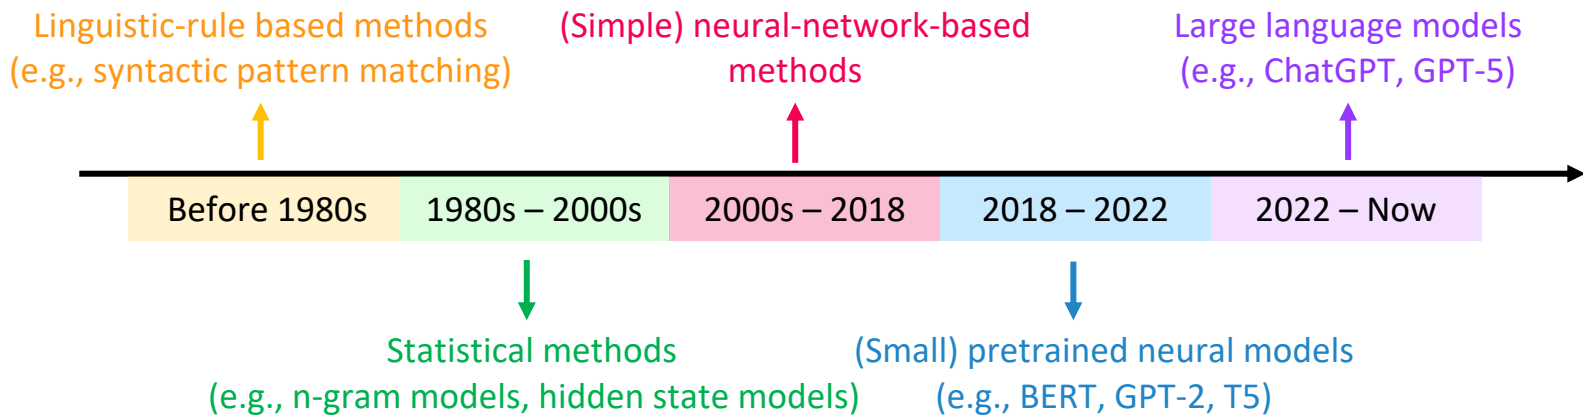 Linguistic-rule based methods
(e.g., syntactic pattern matching)
(Simple) neural-network-based
methods
Large language models
(e.g., ChatGPT, GPT-5)
Before 1980s
1980s – 2000s
2000s – 2018
2018 – 2022
2022 – Now
Statistical methods
(e.g., n-gram models, hidden state models)
(Small) pretrained neural models
(e.g., BERT, GPT-2, T5)